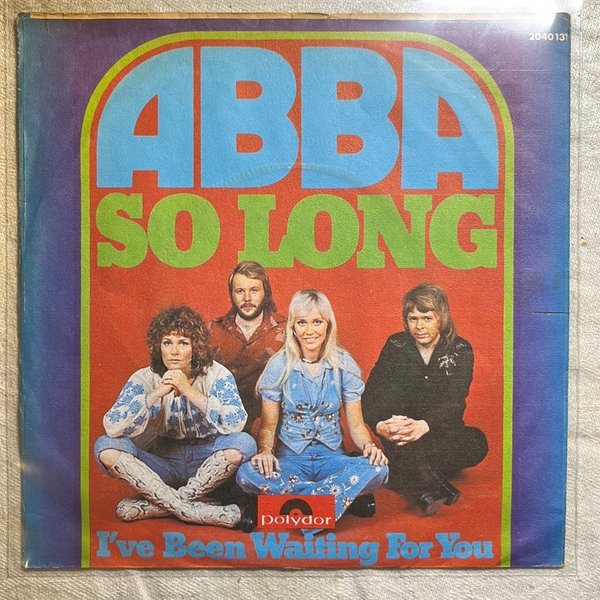 2040 131
ABBA
SO LONG
polydor
I've Been Waiting For You